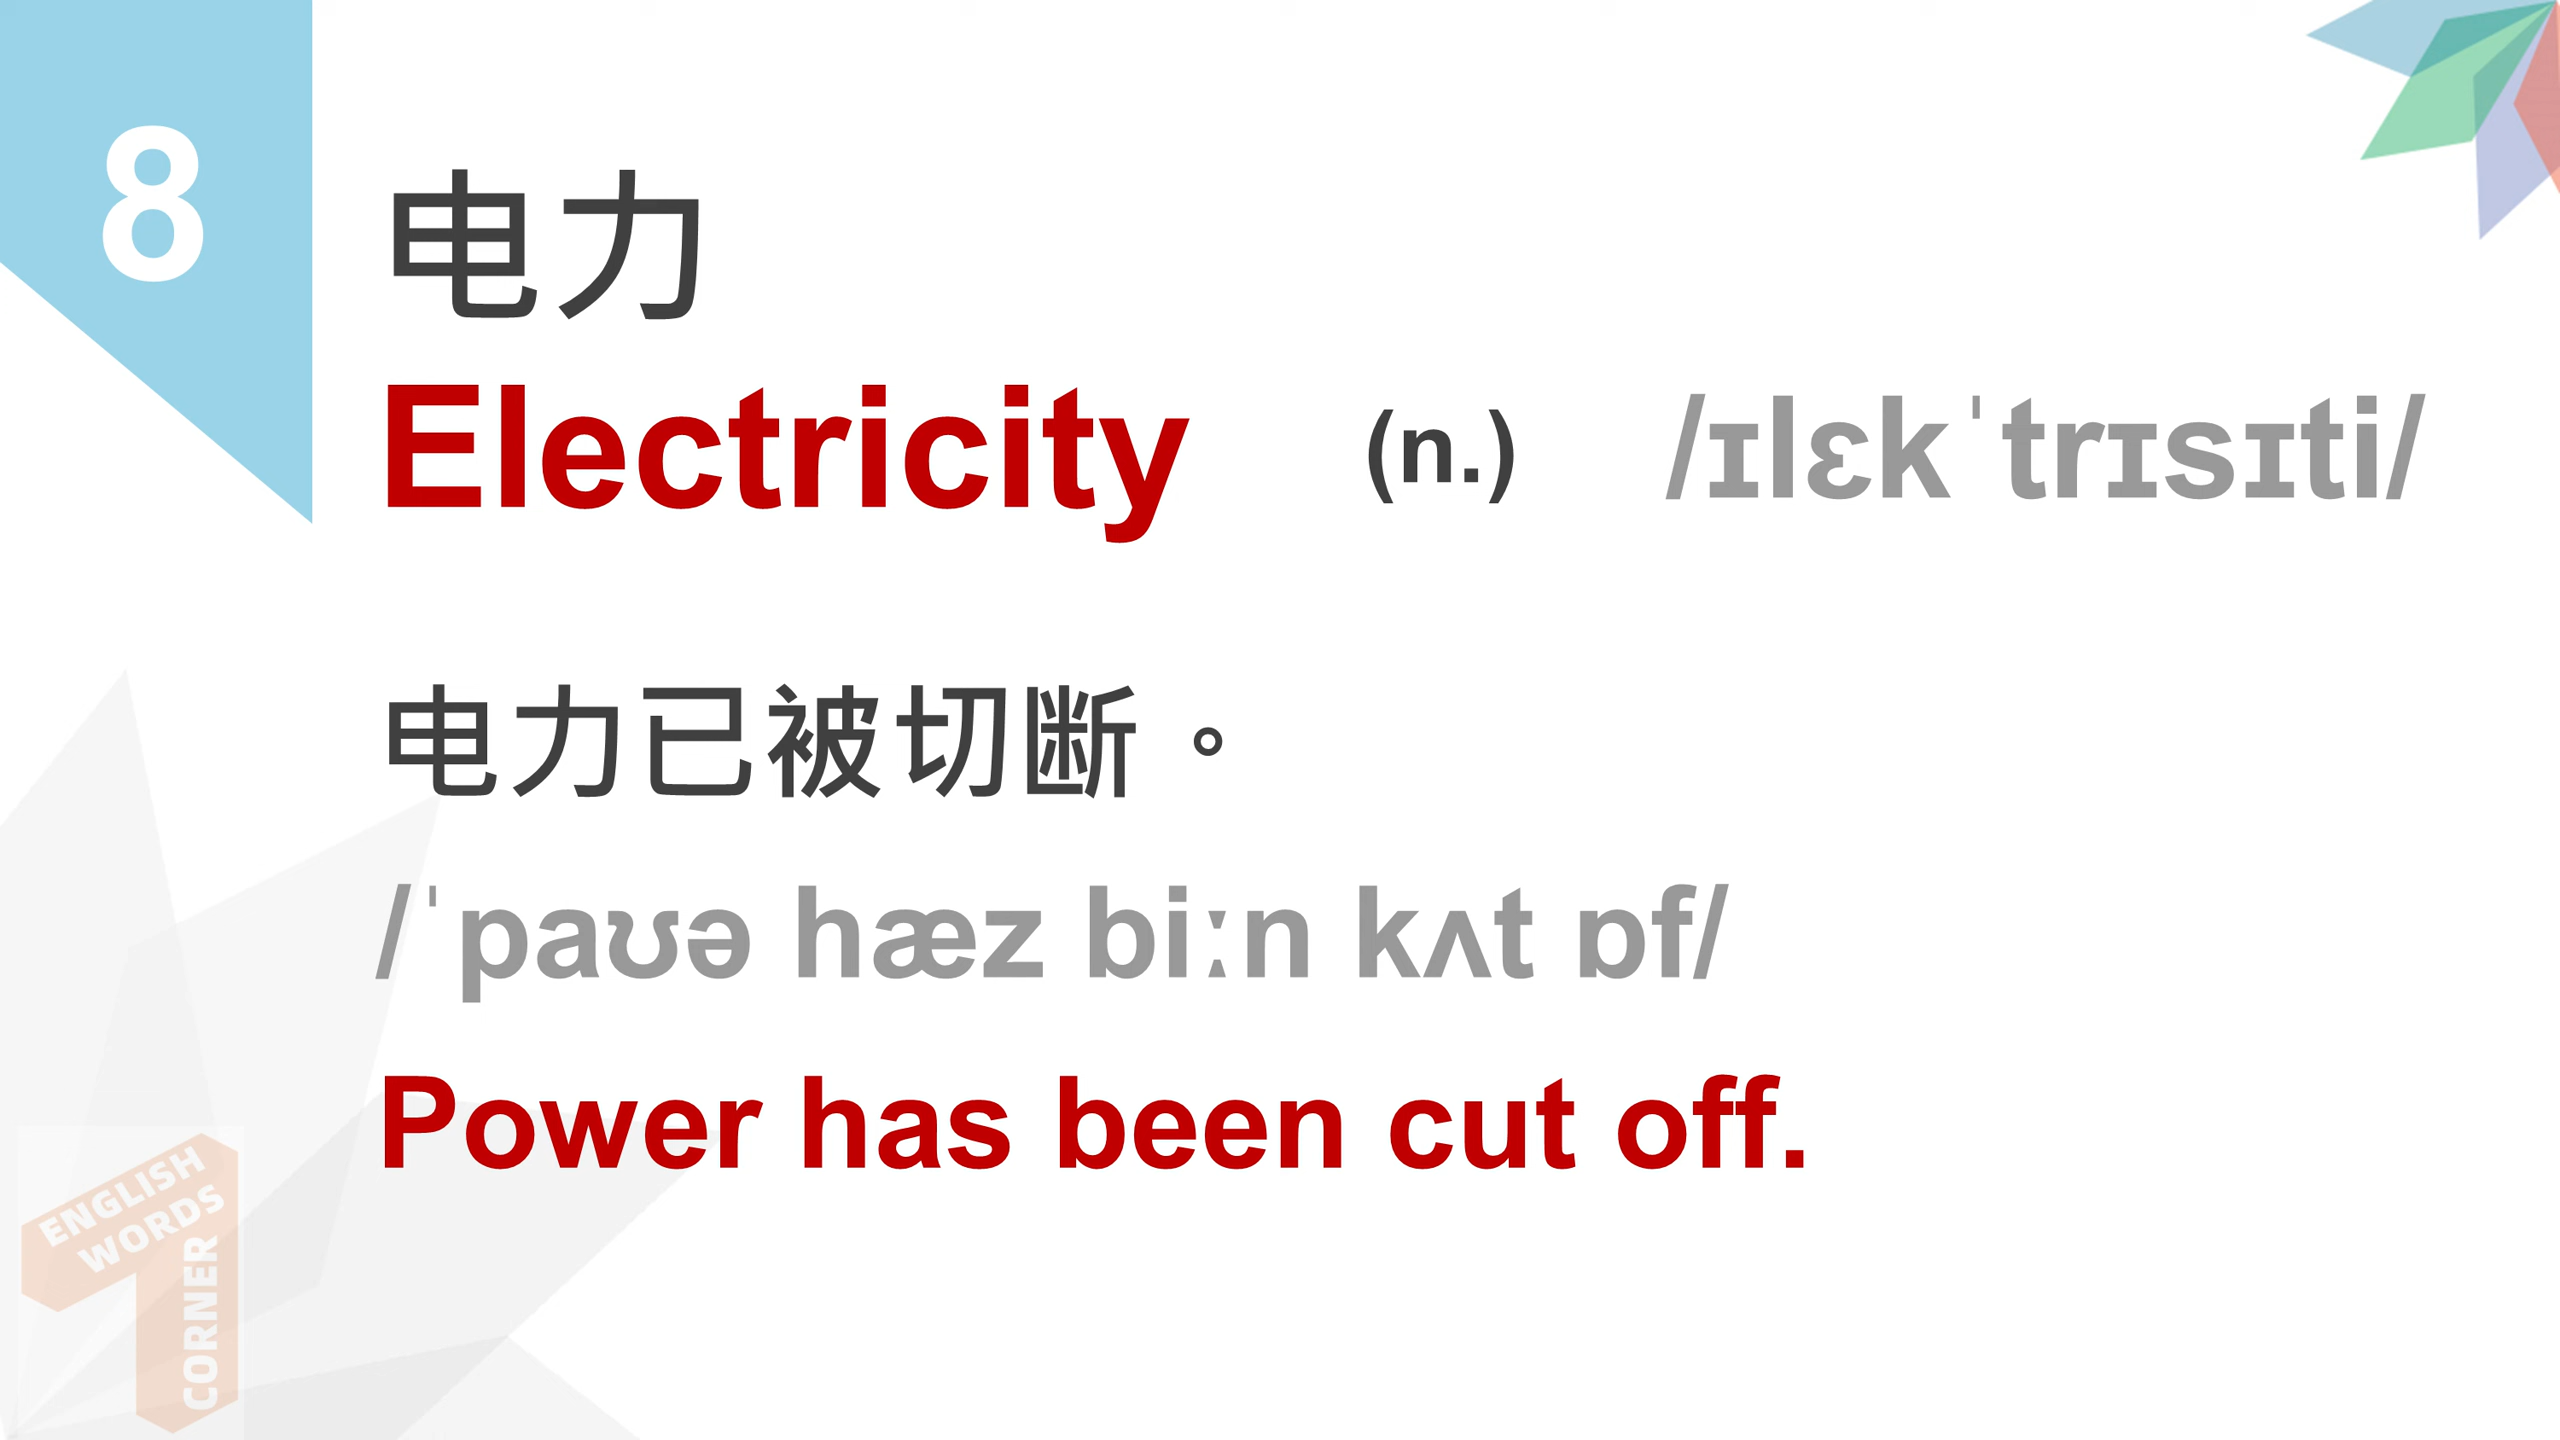 8
电力
Electricity (n.) /ɪlɛkˈtrɪsɪti/
电力已被切断。
/ˈpaʊə hæz biːn kʌt ɒf/
Power has been cut off.
ENGLISH
WORDS
CORNER